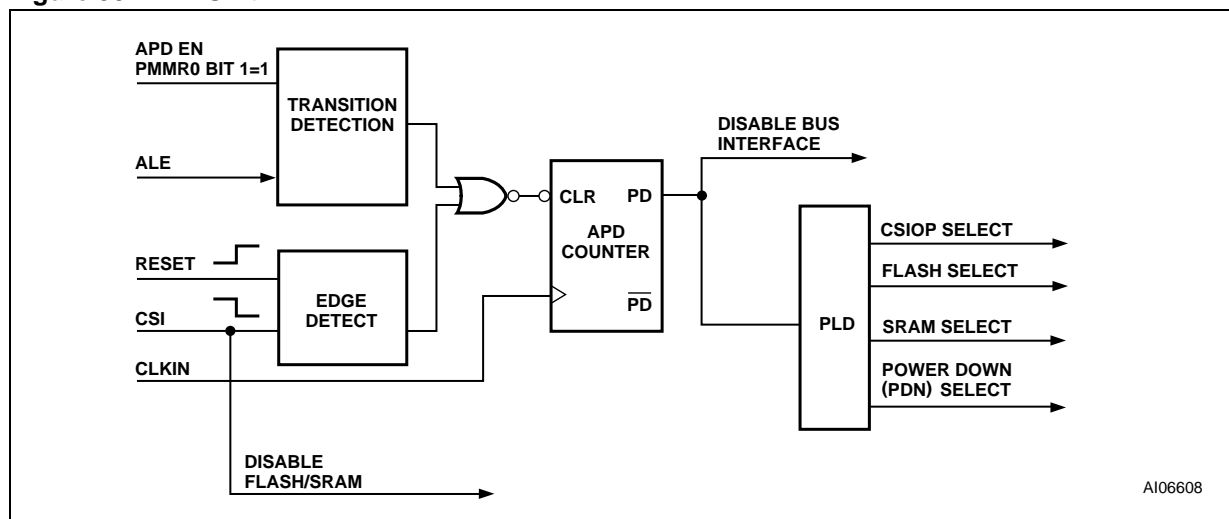 APD EN
PMMR0 BIT 1=1
TRANSITION
DETECTION
ALE
RESET
CSI
EDGE
DETECT
CLKIN
DISABLE
FLASH/SRAM
CLR
PD
APD
COUNTER
PD
DISABLE BUS
INTERFACE
PLD
CSIOP SELECT
FLASH SELECT
SRAM SELECT
POWER DOWN
(PDN) SELECT
AI06608